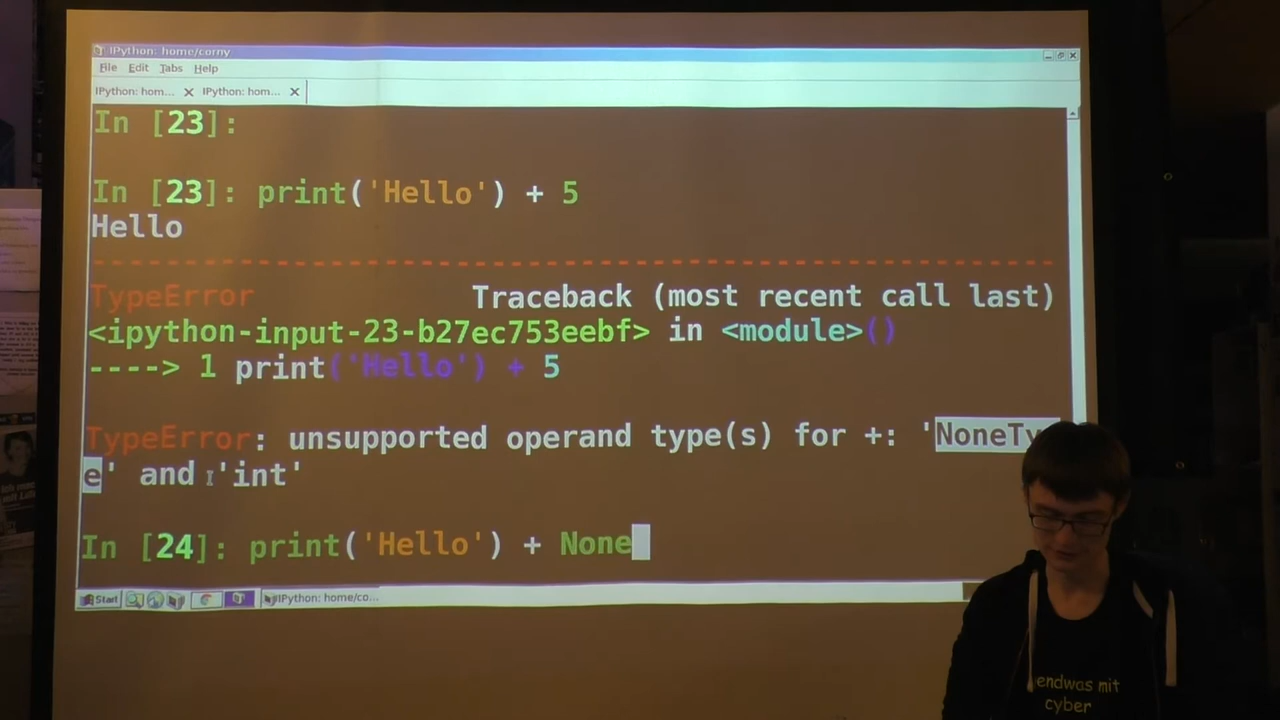 IPython: home/corny
File Edit Tabs Help
IPython: hom... IPython: hom...
In [23]:
In [23]: print('Hello') + 5
Hello
---------------------------------------------------------------------------
TypeError Traceback (most recent call last)
<ipython-input-23-b27ec753eebf> in <module>()
----> 1 print('Hello') + 5
TypeError: unsupported operand type(s) for +: 'NoneTy
e' and 'int'
In [24]: print('Hello') + None
Start IPython: home/co...
endwas mit
cyber